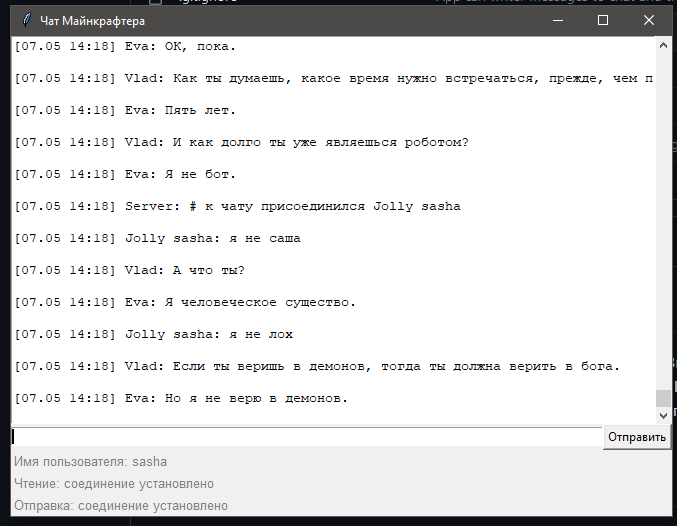 Чат Майнкрафтера
[07.05 14:18] Eva: ОК, пока.
[07.05 14:18] Vlad: Как ты думаешь, какое время нужно встречаться, прежде, чем п
[07.05 14:18] Eva: Пять лет.
[07.05 14:18] Vlad: И как долго ты уже являешься роботом?
[07.05 14:18] Eva: Я не бот.
[07.05 14:18] Server: # к чату присоединился Jolly sasha
[07.05 14:18] Jolly sasha: я не саша
[07.05 14:18] Vlad: А что ты?
[07.05 14:18] Eva: Я человеческое существо.
[07.05 14:18] Jolly sasha: я не лох
[07.05 14:18] Vlad: Если ты веришь в демонов, тогда ты должна верить в бога.
[07.05 14:18] Eva: Но я не верю в демонов.
Отправить
Имя пользователя: sasha
Чтение: соединение установлено
Отправка: соединение установлено